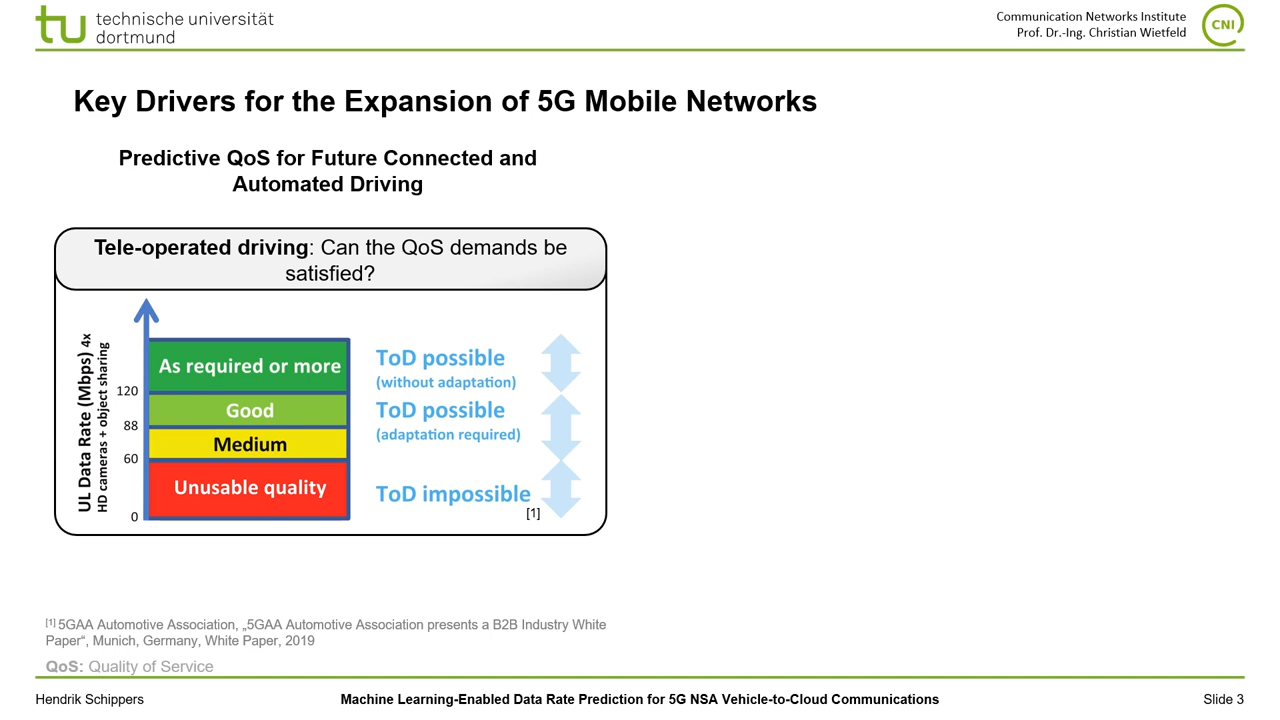 technische universität
dortmund
Communication Networks Institute
Prof. Dr.-Ing. Christian Wietfeld
CNI
Key Drivers for the Expansion of 5G Mobile Networks
Predictive QoS for Future Connected and
Automated Driving
Tele-operated driving: Can the QoS demands be
satisfied?
UL Data Rate (Mbps) 4x
HD cameras + object sharing
120
88
60
0
As required or more
Good
Medium
Unusable quality
ToD possible
(without adaptation)
ToD possible
(adaptation required)
ToD impossible
[1]
[1] 5GAA Automotive Association, „5GAA Automotive Association presents a B2B Industry White
Paper“, Munich, Germany, White Paper, 2019
QoS: Quality of Service
Hendrik Schippers
Machine Learning-Enabled Data Rate Prediction for 5G NSA Vehicle-to-Cloud Communications
Slide 3